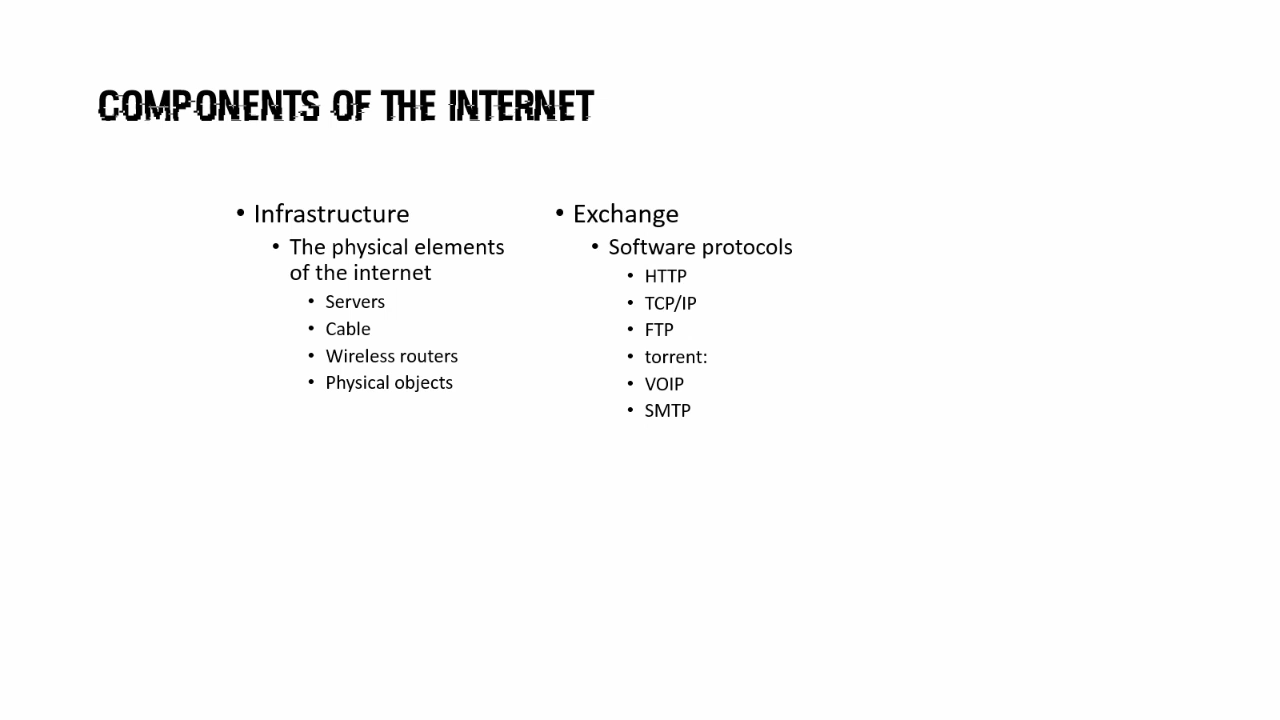 COMPONENTS OF THE INTERNET
• Infrastructure
• The physical elements
of the internet
• Servers
• Cable
• Wireless routers
• Physical objects
• Exchange
• Software protocols
• HTTP
• TCP/IP
• FTP
• torrent:
• VOIP
• SMTP